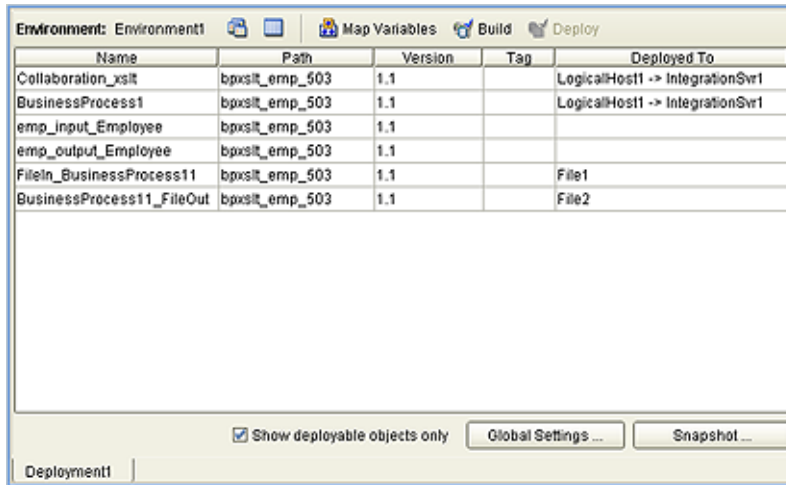 Environment: Environment1 Map Variables Build Deploy
Name Path Version Tag Deployed To
Collaboration_xslt bpxslt_emp_503 1.1 LogicalHost1 -> IntegrationSvr1
BusinessProcess1 bpxslt_emp_503 1.1 LogicalHost1 -> IntegrationSvr1
emp_input_Employee bpxslt_emp_503 1.1
emp_output_Employee bpxslt_emp_503 1.1
FileIn_BusinessProcess11 bpxslt_emp_503 1.1 File1
BusinessProcess11_FileOut bpxslt_emp_503 1.1 File2
Show deployable objects only Global Settings ... Snapshot ...
Deployment1